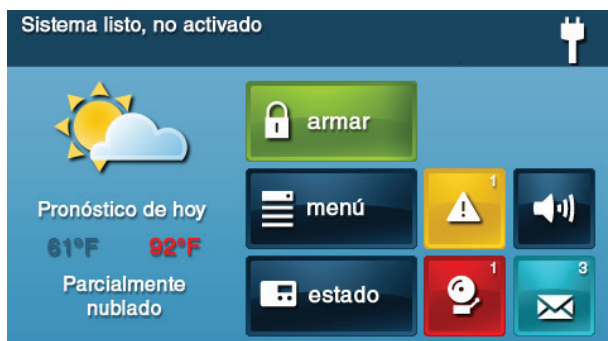 Sistema listo, no activado
armar
Pronóstico de hoy
61°F 92°F
Parcialmente
nublado
menú
1
estado
1
3